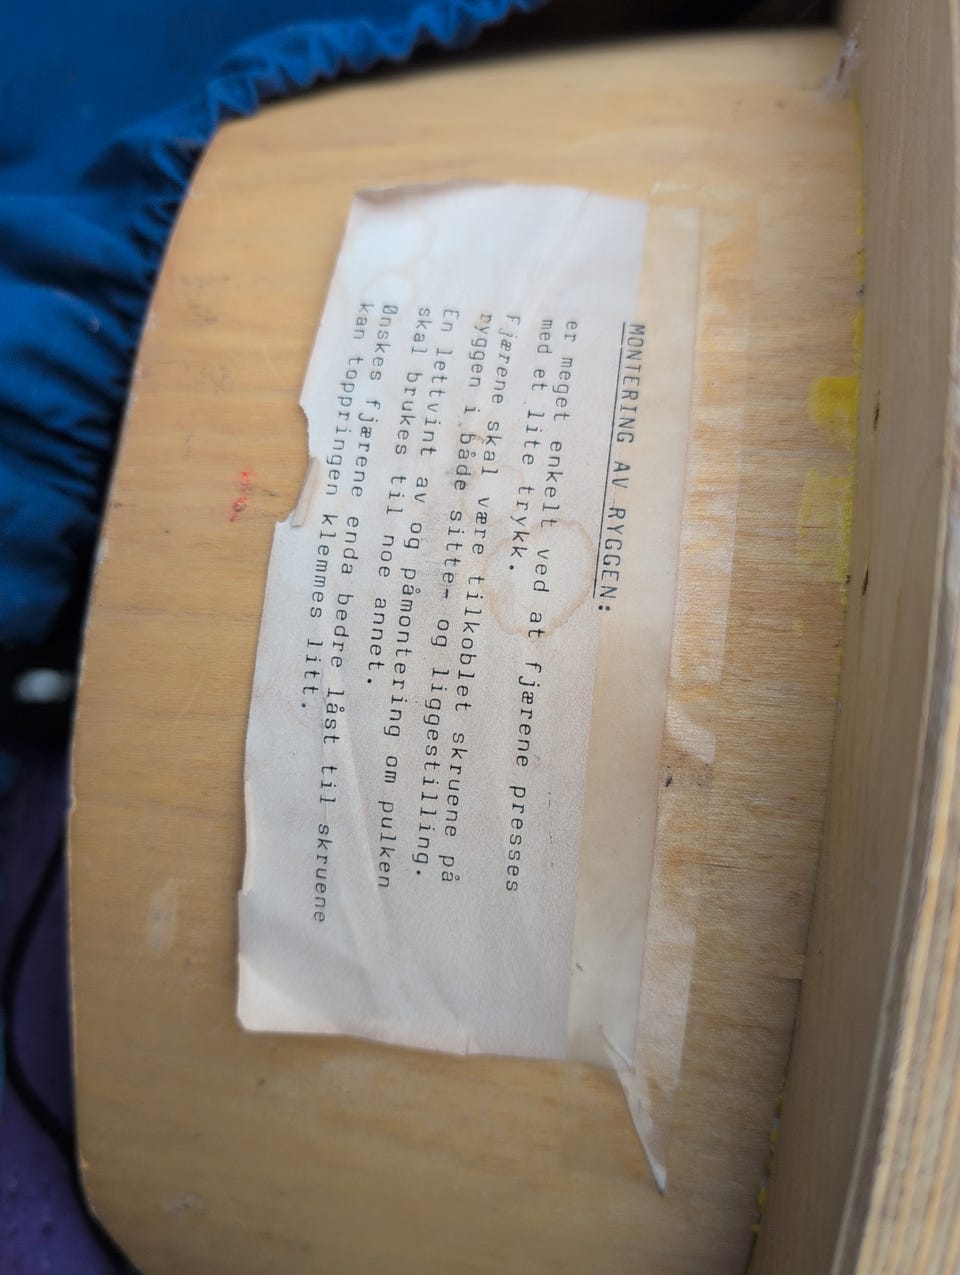 MONTERING AV RYGGEN:
er meget enkelt ved at fjærene presses
med et lite trykk.
Fjærene skal være tilkoblet skruene på
ryggen i både sitte- og liggestilling.
En lettvint av og påmontering om pulken
skal brukes til noe annet.
Ønskes fjærene enda bedre låst til skruene
kan toppringen klemmes litt.